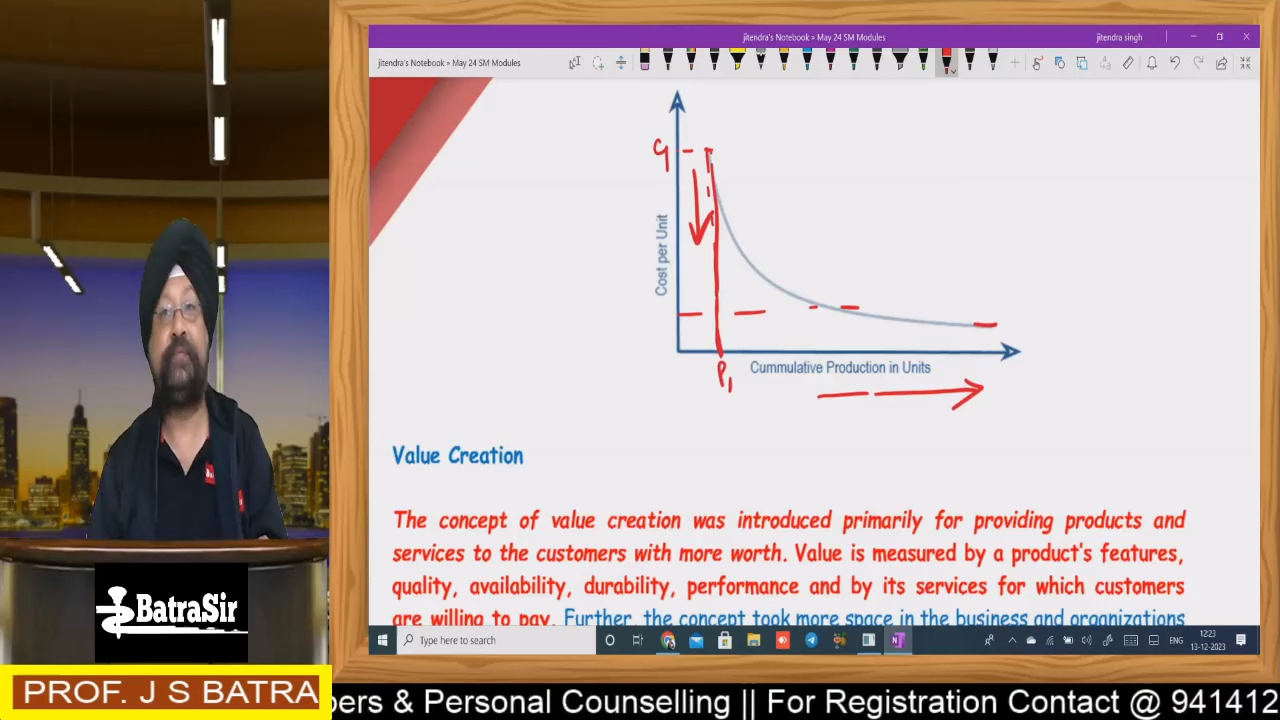 jitendra's Notebook » May 24 SM Modules
jitendra singh
jitendra's Notebook » May 24 SM Modules
C1
Cost per Unit
P1
Cummulative Production in Units
Value Creation
The concept of value creation was introduced primarily for providing products and
services to the customers with more worth. Value is measured by a product's features,
quality, availability, durability, performance and by its services for which customers
are willing to pay. Further, the concept took more space in the business and organizations
BatraSir
Type here to search
ENG
12:23
13-12-2023
PROF. J S BATRA
pers & Personal Counselling || For Registration Contact @ 941412